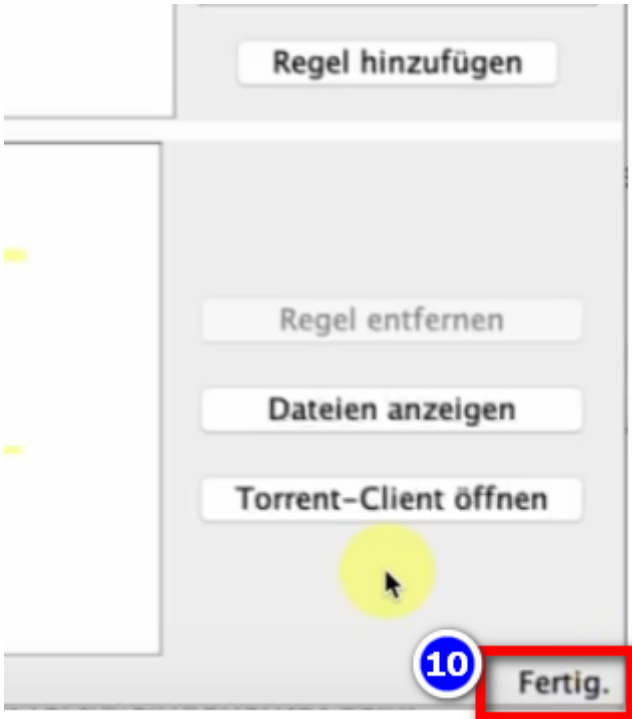 Regel hinzufügen
Regel entfernen
Dateien anzeigen
Torrent-Client öffnen
10
Fertig.